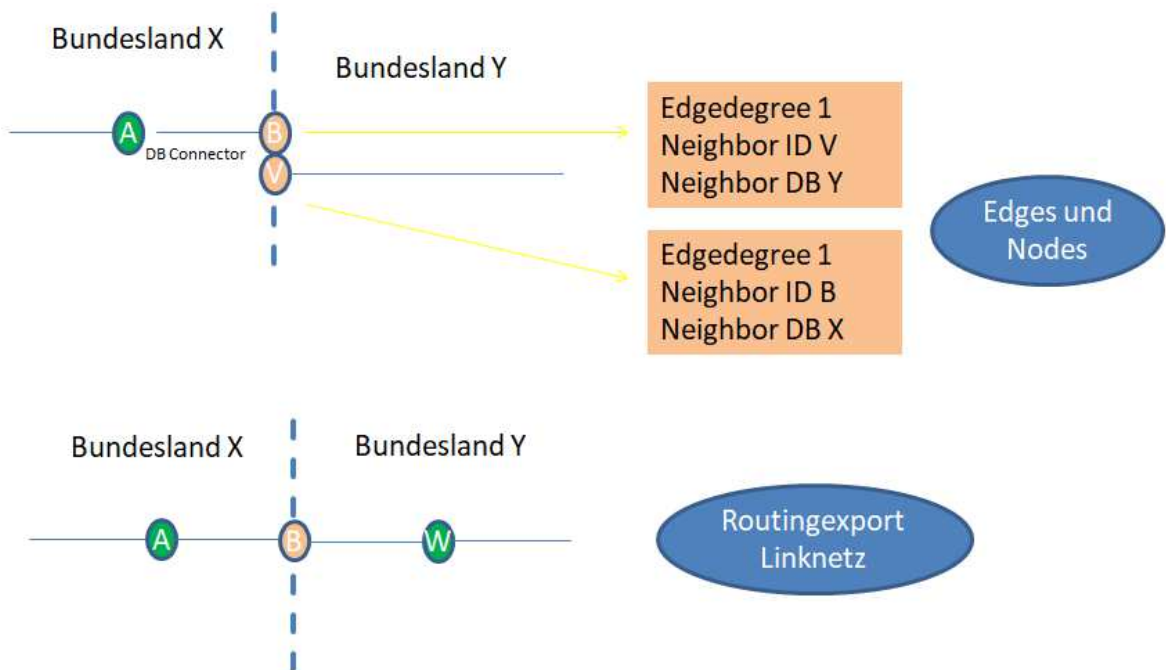 Bundesland X
Bundesland Y
A
DB Connector
B
V
Edgedegree 1
Neighbor ID V
Neighbor DB Y
Edgedegree 1
Neighbor ID B
Neighbor DB X
Edges und
Nodes
Bundesland X
Bundesland Y
A
B
W
Routingexport
Linknetz